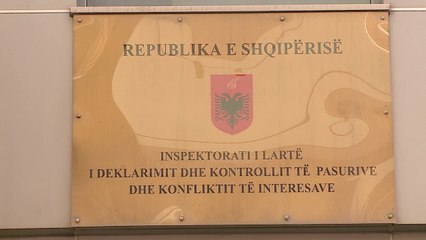 REPUBLIKA E SHQIPËRISË
INSPEKTORATI I LARTË
I DEKLARIMIT DHE KONTROLLIT TË PASURIVE
DHE KONFLIKTIT TË INTERESAVE